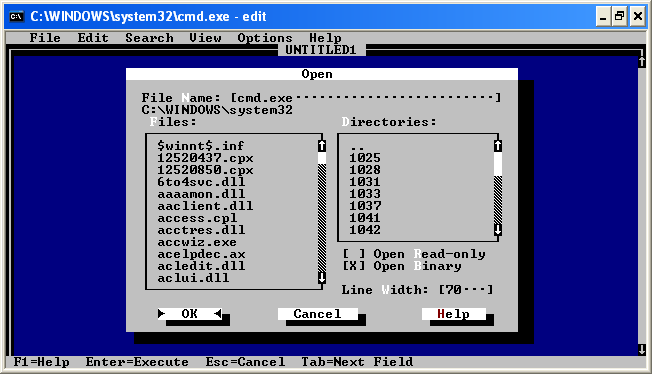 C:\WINDOWS\system32\cmd.exe - edit
File Edit Search View Options Help
UNTITLED1
Open
File Name: [cmd.exe·························]
C:\WINDOWS\system32
Files:
$winnt$.inf
12520437.cpx
12520850.cpx
6to4svc.dll
aaaamon.dll
aaclient.dll
access.cpl
acctres.dll
accwiz.exe
acelpdec.ax
acledit.dll
aclui.dll
Directories:
..
1025
1028
1031
1033
1037
1041
1042
[ ] Open Read-only
[X] Open Binary
Line Width: [70···]
OK Cancel Help
F1=Help Enter=Execute Esc=Cancel Tab=Next Field